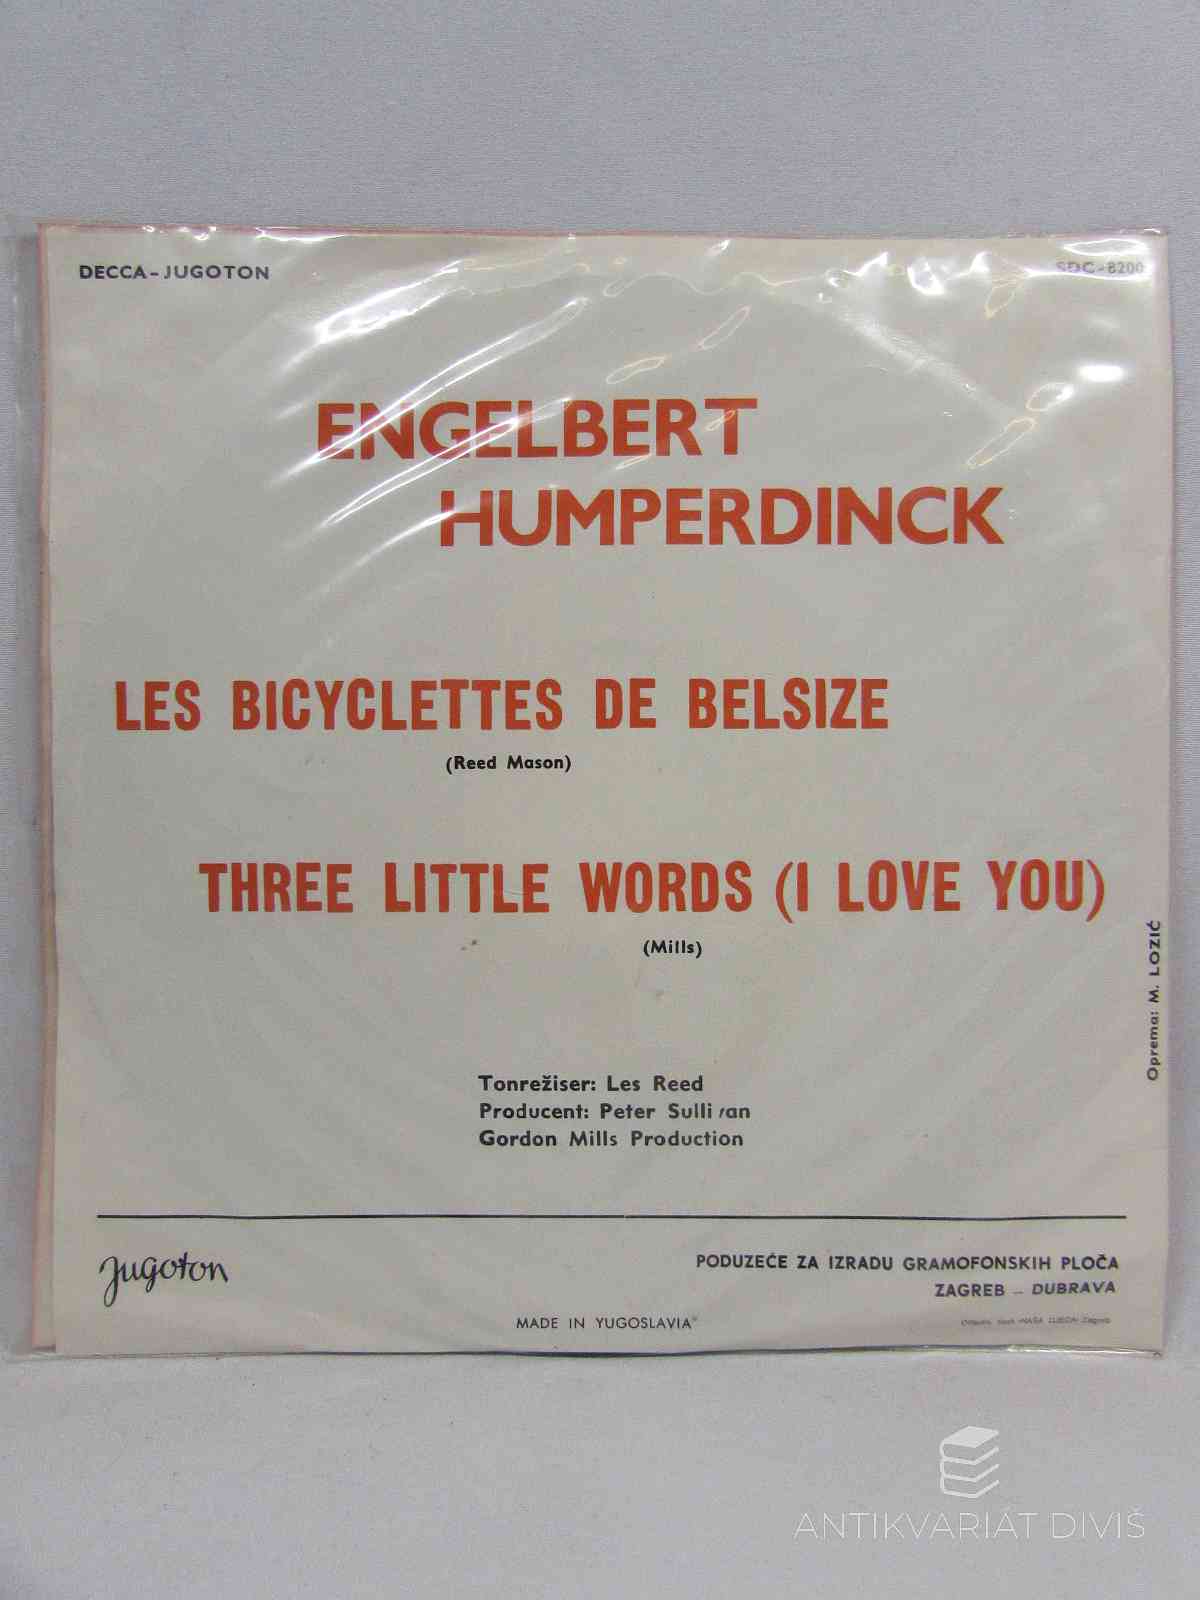 DECCA-JUGOTON
SDC-8200
ENGELBERT
HUMPERDINCK
LES BICYCLETTES DE BELSIZE
(Reed Mason)
THREE LITTLE WORDS (I LOVE YOU)
(Mills)
Oprema: M. LOZIĆ
Tonrežiser: Les Reed
Producent: Peter Sullivan
Gordon Mills Production
Jugoton
PODUZEĆE ZA IZRADU GRAMOFONSKIH PLOČA
ZAGREB - DUBRAVA
MADE IN YUGOSLAVIA
Zagreb
ANTIKVARIÁT DIVIŠ